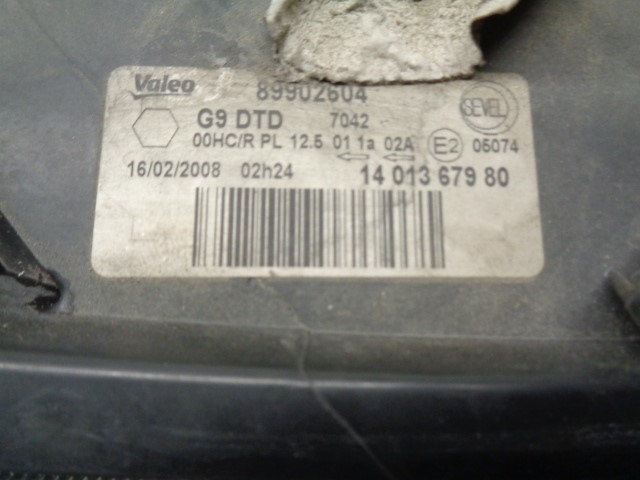 Valeo 89902604 SEVEL
G9 DTD 7042
00HC/R PL 12.5 01 1a 02A E2 05074
16/02/2008 02h24 14 013 679 80